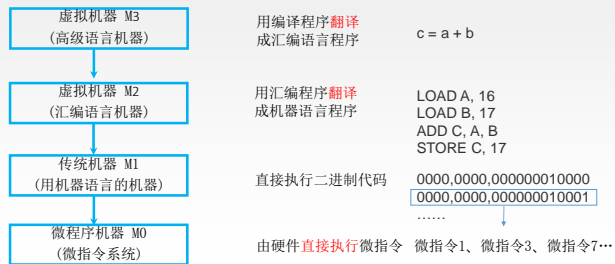 虚拟机器 M3
(高级语言机器)
用编译程序翻译
成汇编语言程序
c = a + b
虚拟机器 M2
(汇编语言机器)
用汇编程序翻译
成机器语言程序
LOAD A, 16
LOAD B, 17
ADD C, A, B
STORE C, 17
传统机器 M1
(用机器语言的机器)
直接执行二进制代码
0000,0000,000000010000
0000,0000,000000010001
……
微程序机器 M0
(微指令系统)
由硬件直接执行微指令
微指令1、微指令3、微指令7…